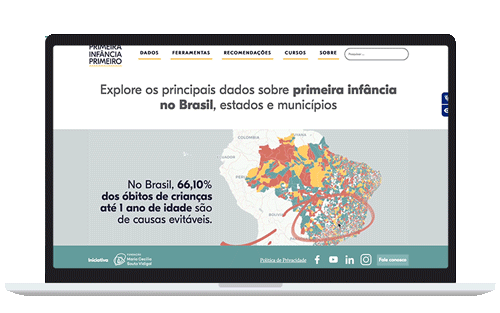 PRIMEIRA
INFÂNCIA
PRIMEIRO
DADOS FERRAMENTAS RECOMENDAÇÕES CURSOS SOBRE
Explore os principais dados sobre primeira infância
no Brasil, estados e municípios
COLOMBIA
BOLIVIA
No Brasil, 66,10%
dos óbitos de crianças
até 1 ano de idade são
de causas evitáveis.
Iniciativa
Maria Cecilia
Souto Vidigal
Política de Privacidade
Fale conosco